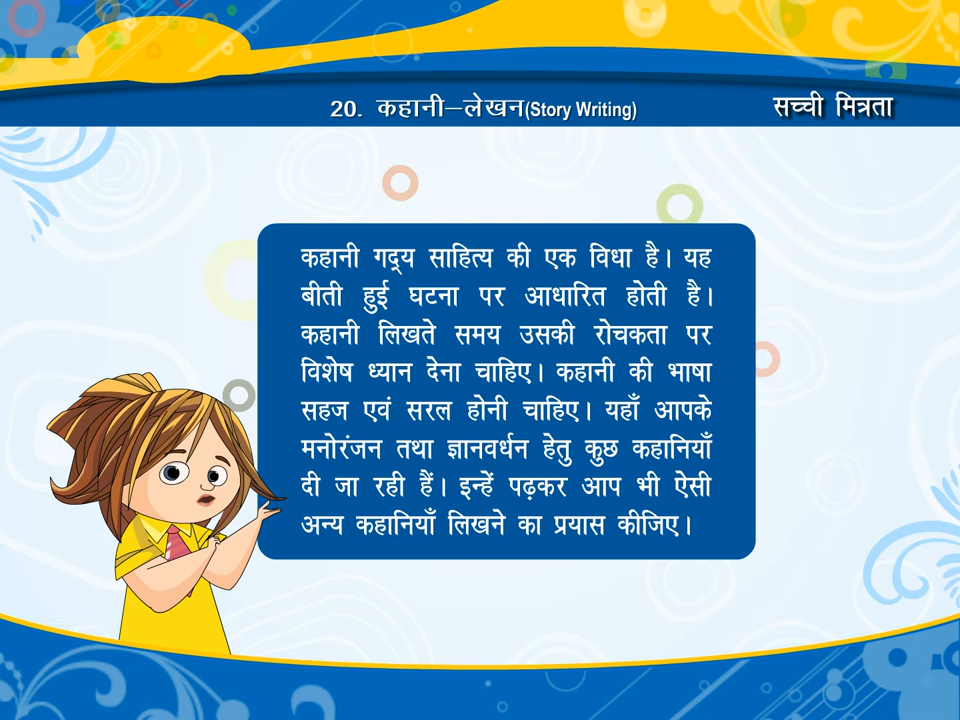 20. कहानी–लेखन(Story Writing)
सच्ची मित्रता
कहानी गद्‍य साहित्य की एक विधा है। यह
बीती हुई घटना पर आधारित होती है।
कहानी लिखते समय उसकी रोचकता पर
विशेष ध्यान देना चाहिए। कहानी की भाषा
सहज एवं सरल होनी चाहिए। यहाँ आपके
मनोरंजन तथा ज्ञानवर्धन हेतु कुछ कहानियाँ
दी जा रही हैं। इन्हें पढ़कर आप भी ऐसी
अन्य कहानियाँ लिखने का प्रयास कीजिए।